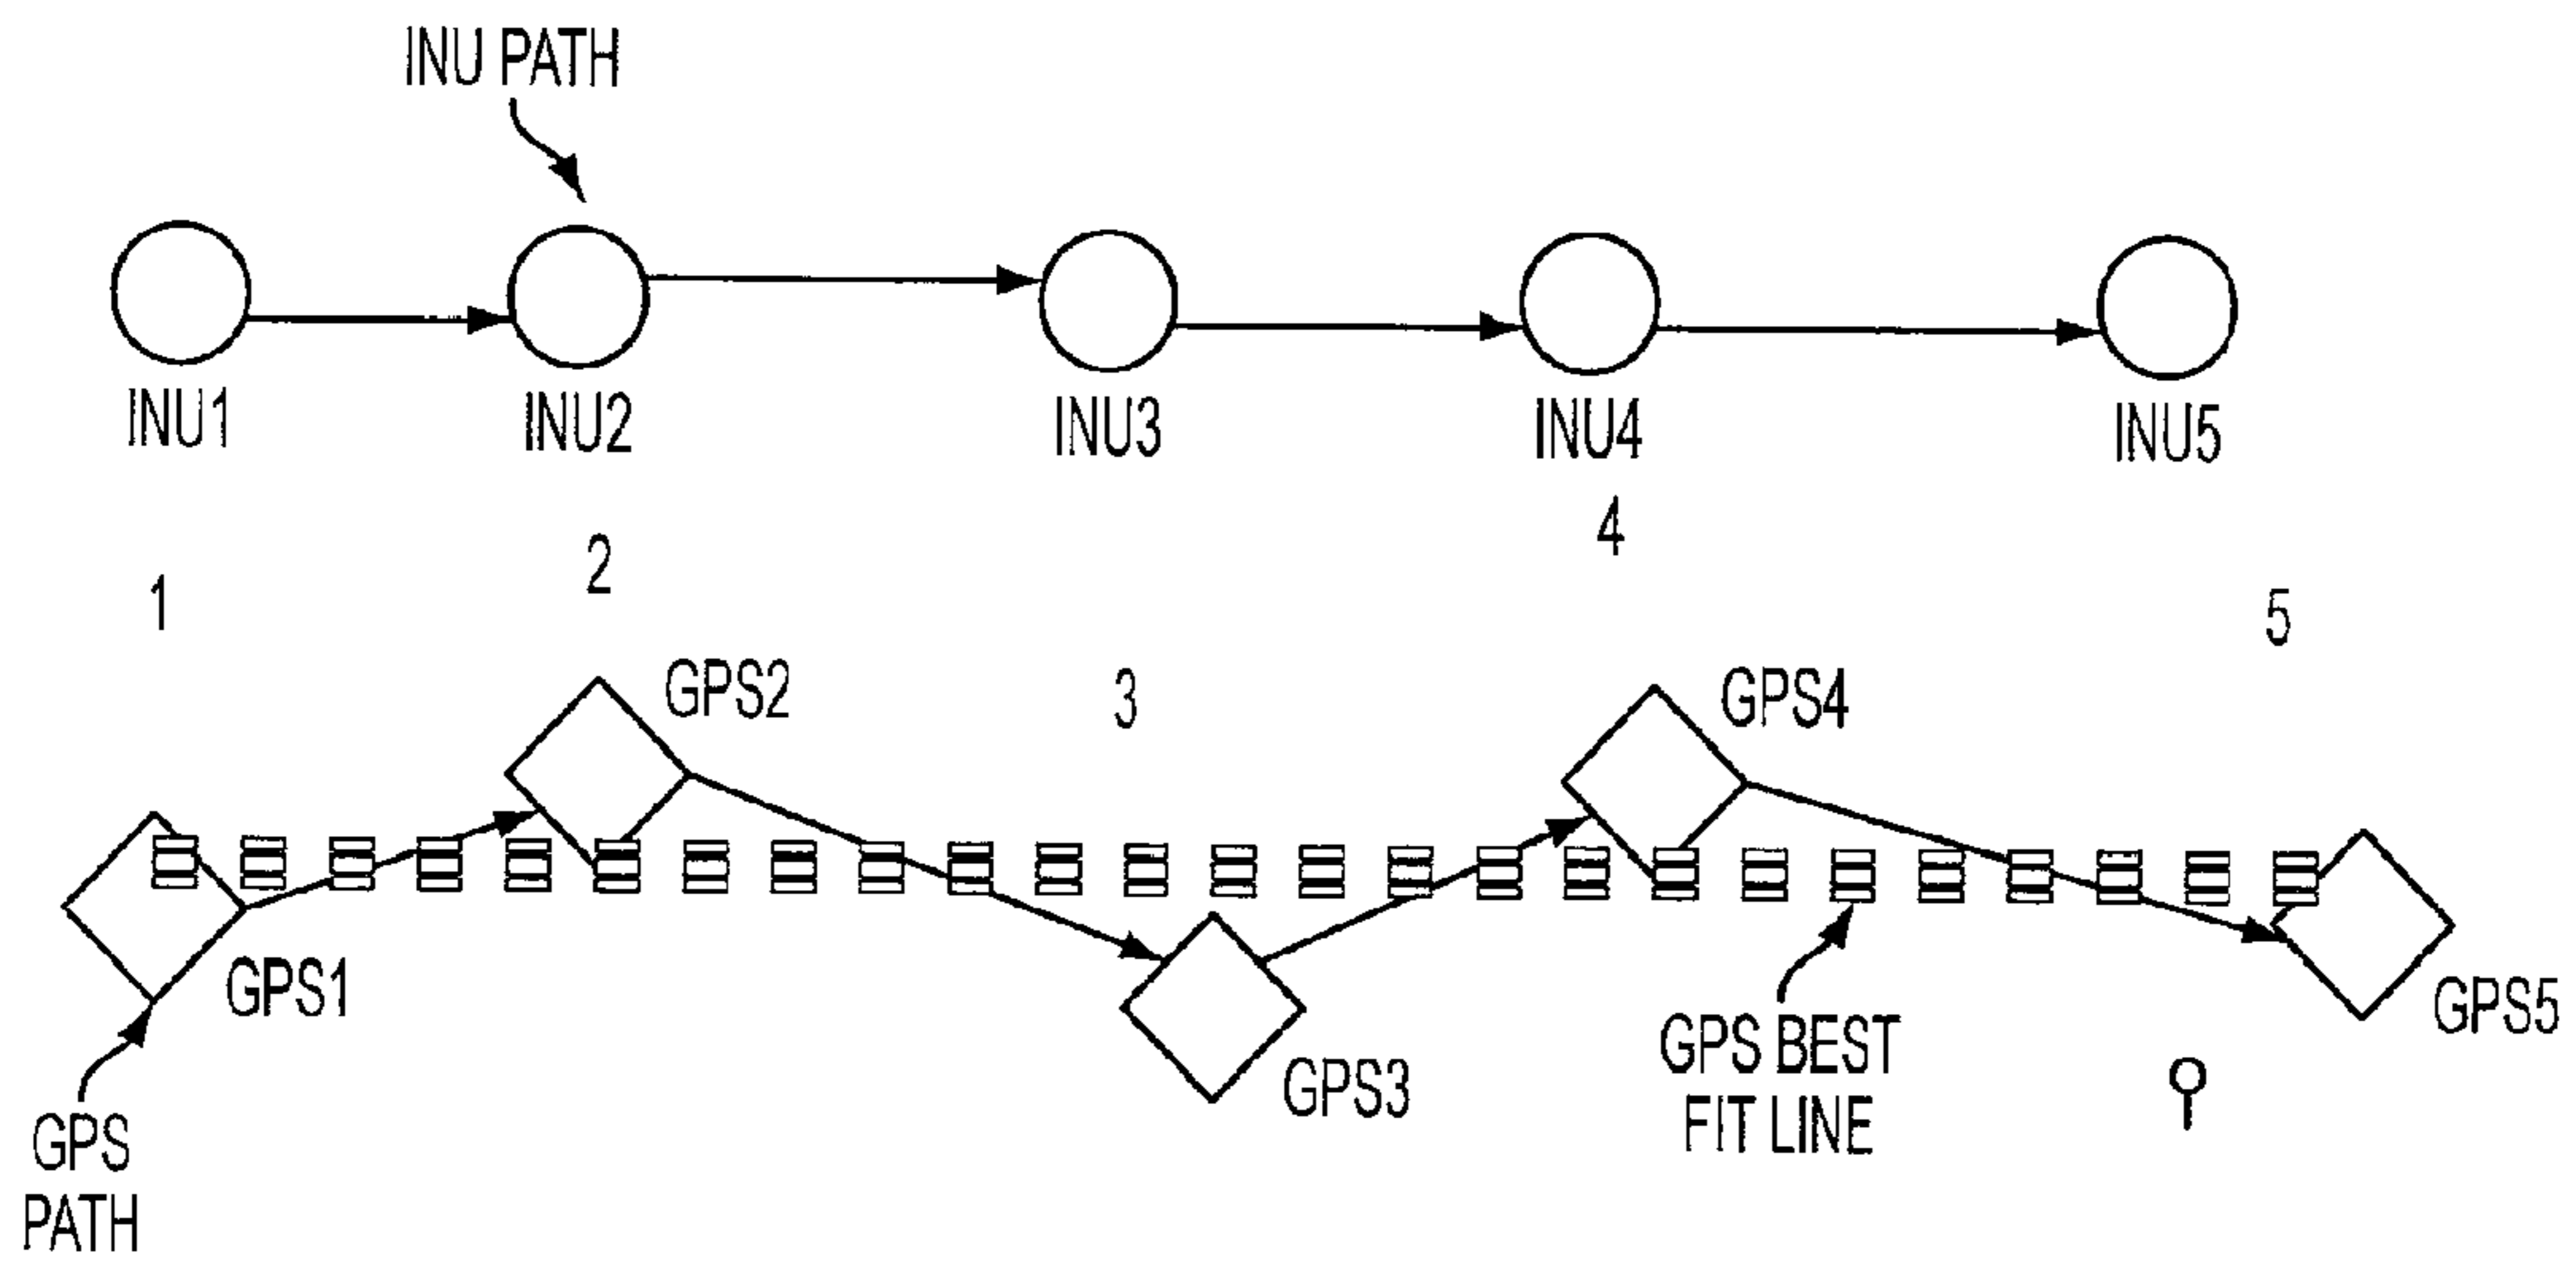 INU PATH
INU1
INU2
INU3
INU4
INU5
1
2
3
4
5
GPS1
GPS2
GPS3
GPS4
GPS5
GPS
PATH
GPS BEST
FIT LINE